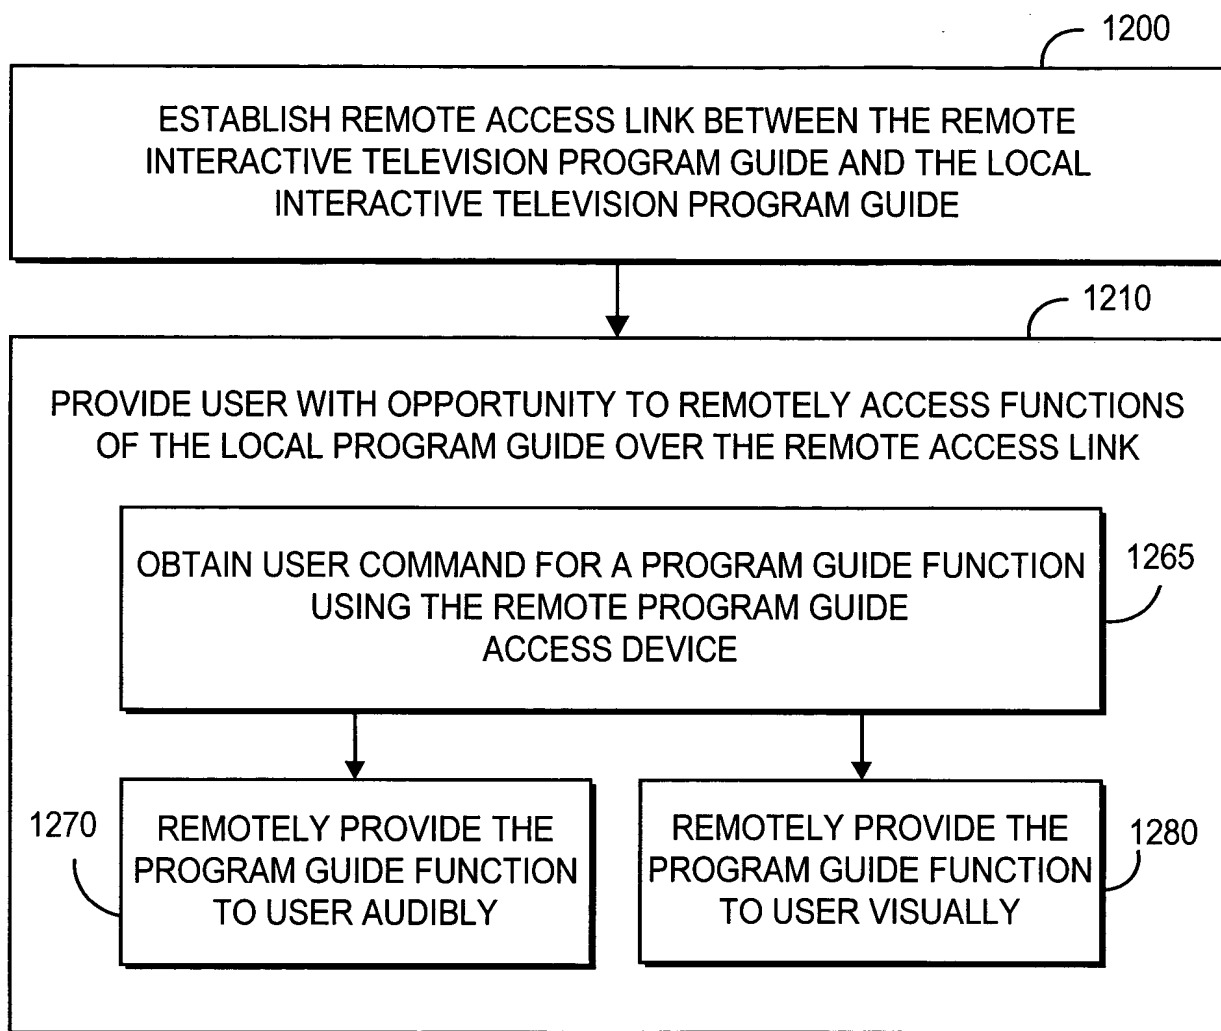 1200
ESTABLISH REMOTE ACCESS LINK BETWEEN THE REMOTE
INTERACTIVE TELEVISION PROGRAM GUIDE AND THE LOCAL
INTERACTIVE TELEVISION PROGRAM GUIDE
1210
PROVIDE USER WITH OPPORTUNITY TO REMOTELY ACCESS FUNCTIONS
OF THE LOCAL PROGRAM GUIDE OVER THE REMOTE ACCESS LINK
OBTAIN USER COMMAND FOR A PROGRAM GUIDE FUNCTION
USING THE REMOTE PROGRAM GUIDE
ACCESS DEVICE
1265
1270
REMOTELY PROVIDE THE
PROGRAM GUIDE FUNCTION
TO USER AUDIBLY
REMOTELY PROVIDE THE
PROGRAM GUIDE FUNCTION
TO USER VISUALLY
1280